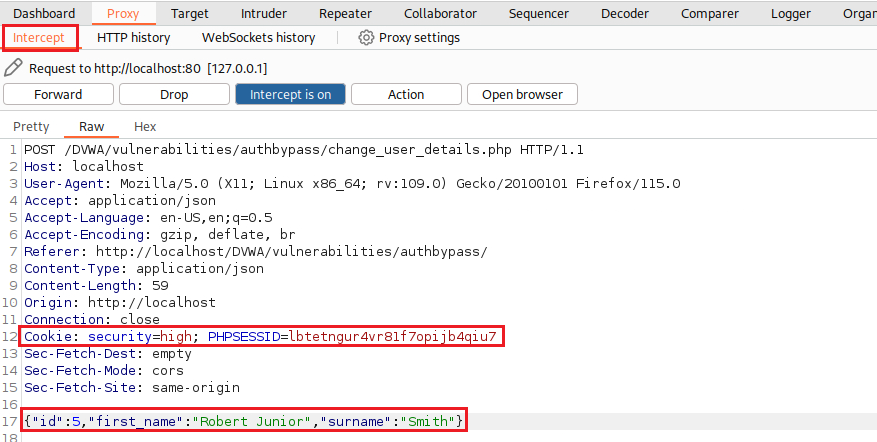 Dashboard Proxy Target Intruder Repeater Collaborator Sequencer Decoder Comparer Logger Organ
Intercept HTTP history WebSockets history Proxy settings
Request to http://localhost:80 [127.0.0.1]
Forward Drop Intercept is on Action Open browser
Pretty Raw Hex
1 POST /DVWA/vulnerabilities/authbypass/change_user_details.php HTTP/1.1
2 Host: localhost
3 User-Agent: Mozilla/5.0 (X11; Linux x86_64; rv:109.0) Gecko/20100101 Firefox/115.0
4 Accept: application/json
5 Accept-Language: en-US,en;q=0.5
6 Accept-Encoding: gzip, deflate, br
7 Referer: http://localhost/DVWA/vulnerabilities/authbypass/
8 Content-Type: application/json
9 Content-Length: 59
10 Origin: http://localhost
11 Connection: close
12 Cookie: security=high; PHPSESSID=lbtetngur4vr81f7opijb4qiu7
13 Sec-Fetch-Dest: empty
14 Sec-Fetch-Mode: cors
15 Sec-Fetch-Site: same-origin
16
17 {"id":5,"first_name":"Robert Junior","surname":"Smith"}
18